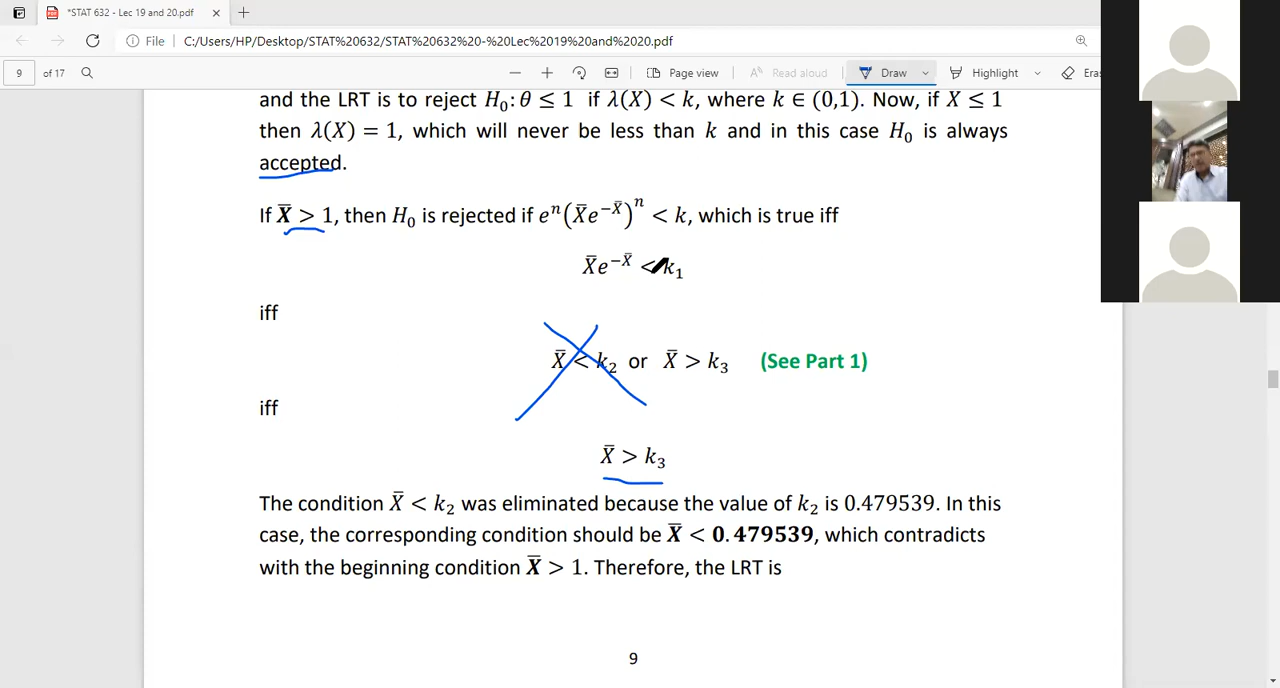 *STAT 632 - Lec 19 and 20.pdf
File C:/Users/HP/Desktop/STAT%20632/STAT%20632%20-%20Lec%2019%20and%2020.pdf
9 of 17 Page view Read aloud Draw Highlight Eras
and the LRT is to reject H₀: θ ≤ 1 if λ(X) < k, where k ∈ (0,1). Now, if X ≤ 1
then λ(X) = 1, which will never be less than k and in this case H₀ is always
accepted.
If X̄ > 1, then H₀ is rejected if eⁿ(X̄e^{−X̄})ⁿ < k, which is true iff
X̄e^{−X̄} < k₁
iff
X̄ < k₂ or X̄ > k₃ (See Part 1)
iff
X̄ > k₃
The condition X̄ < k₂ was eliminated because the value of k₂ is 0.479539. In this
case, the corresponding condition should be X̄ < 0.479539, which contradicts
with the beginning condition X̄ > 1. Therefore, the LRT is
9